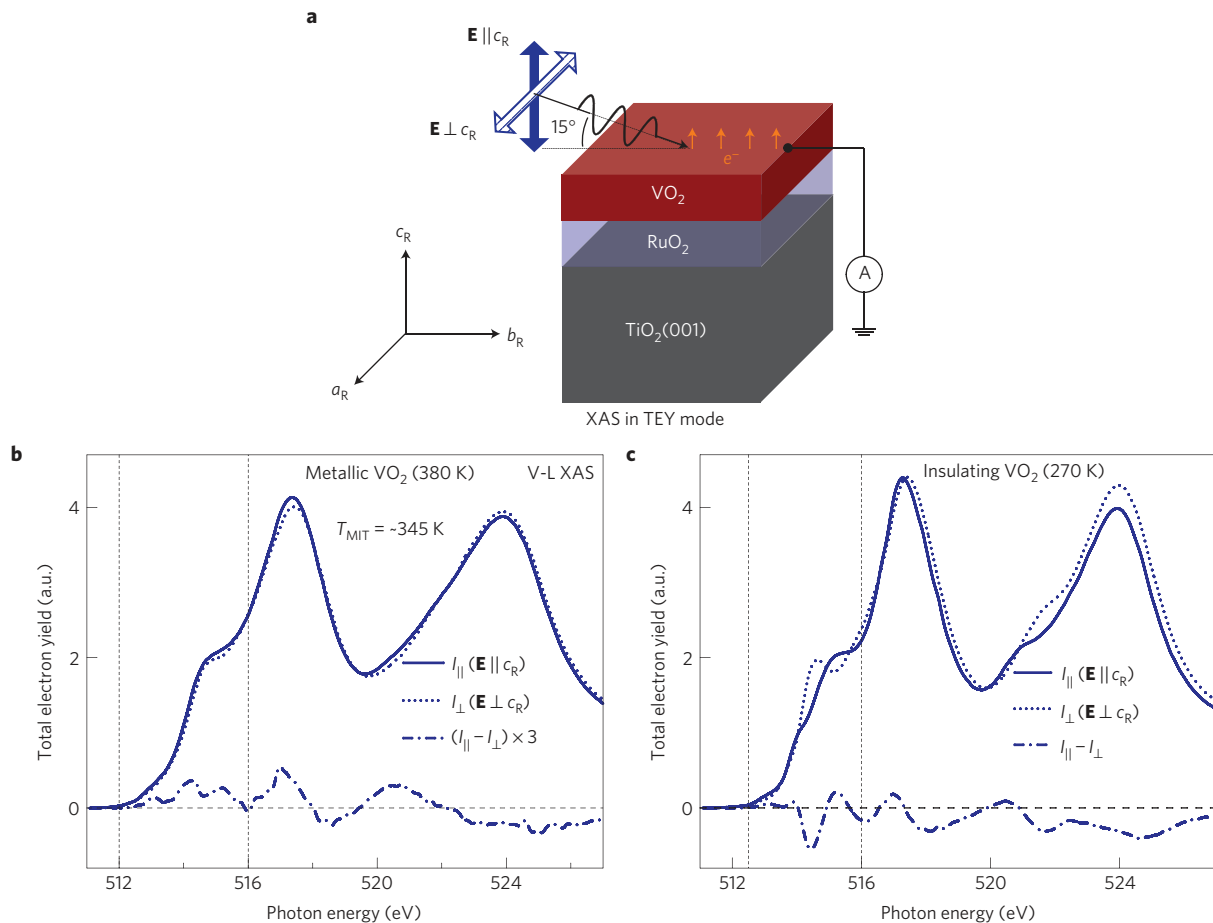 a
E || c_R
E ⊥ c_R
15°
e⁻
VO₂
RuO₂
TiO₂(001)
A
c_R
b_R
a_R
XAS in TEY mode
b
Metallic VO₂ (380 K)
V-L XAS
T_MIT = ~345 K
I_|| (E || c_R)
I_⊥ (E ⊥ c_R)
(I_|| − I_⊥) × 3
Total electron yield (a.u.)
4
2
0
512
516
520
524
Photon energy (eV)
c
Insulating VO₂ (270 K)
I_|| (E || c_R)
I_⊥ (E ⊥ c_R)
I_|| − I_⊥
Total electron yield (a.u.)
4
2
0
512
516
520
524
Photon energy (eV)